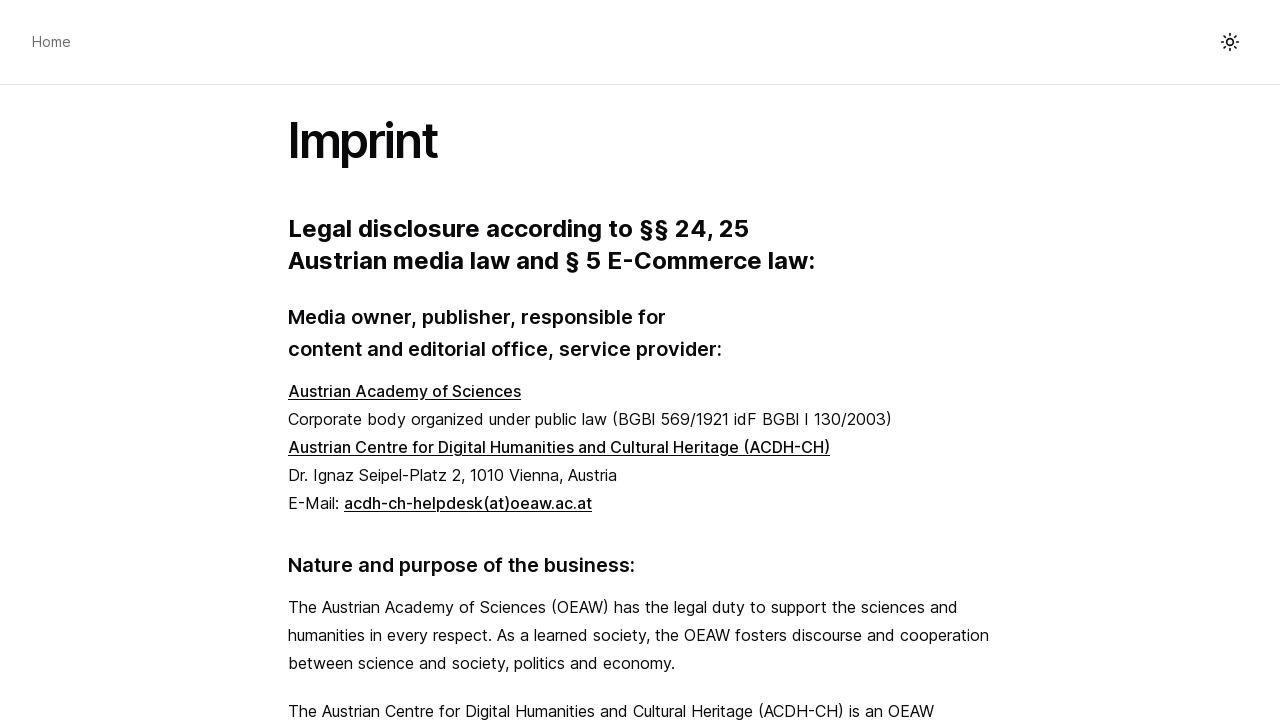 Home
Imprint
Legal disclosure according to §§ 24, 25
Austrian media law and § 5 E-Commerce law:
Media owner, publisher, responsible for
content and editorial office, service provider:
Austrian Academy of Sciences
Corporate body organized under public law (BGBl 569/1921 idF BGBl I 130/2003)
Austrian Centre for Digital Humanities and Cultural Heritage (ACDH-CH)
Dr. Ignaz Seipel-Platz 2, 1010 Vienna, Austria
E-Mail: acdh-ch-helpdesk(at)oeaw.ac.at
Nature and purpose of the business:
The Austrian Academy of Sciences (OEAW) has the legal duty to support the sciences and
humanities in every respect. As a learned society, the OEAW fosters discourse and cooperation
between science and society, politics and economy.
The Austrian Centre for Digital Humanities and Cultural Heritage (ACDH-CH) is an OEAW